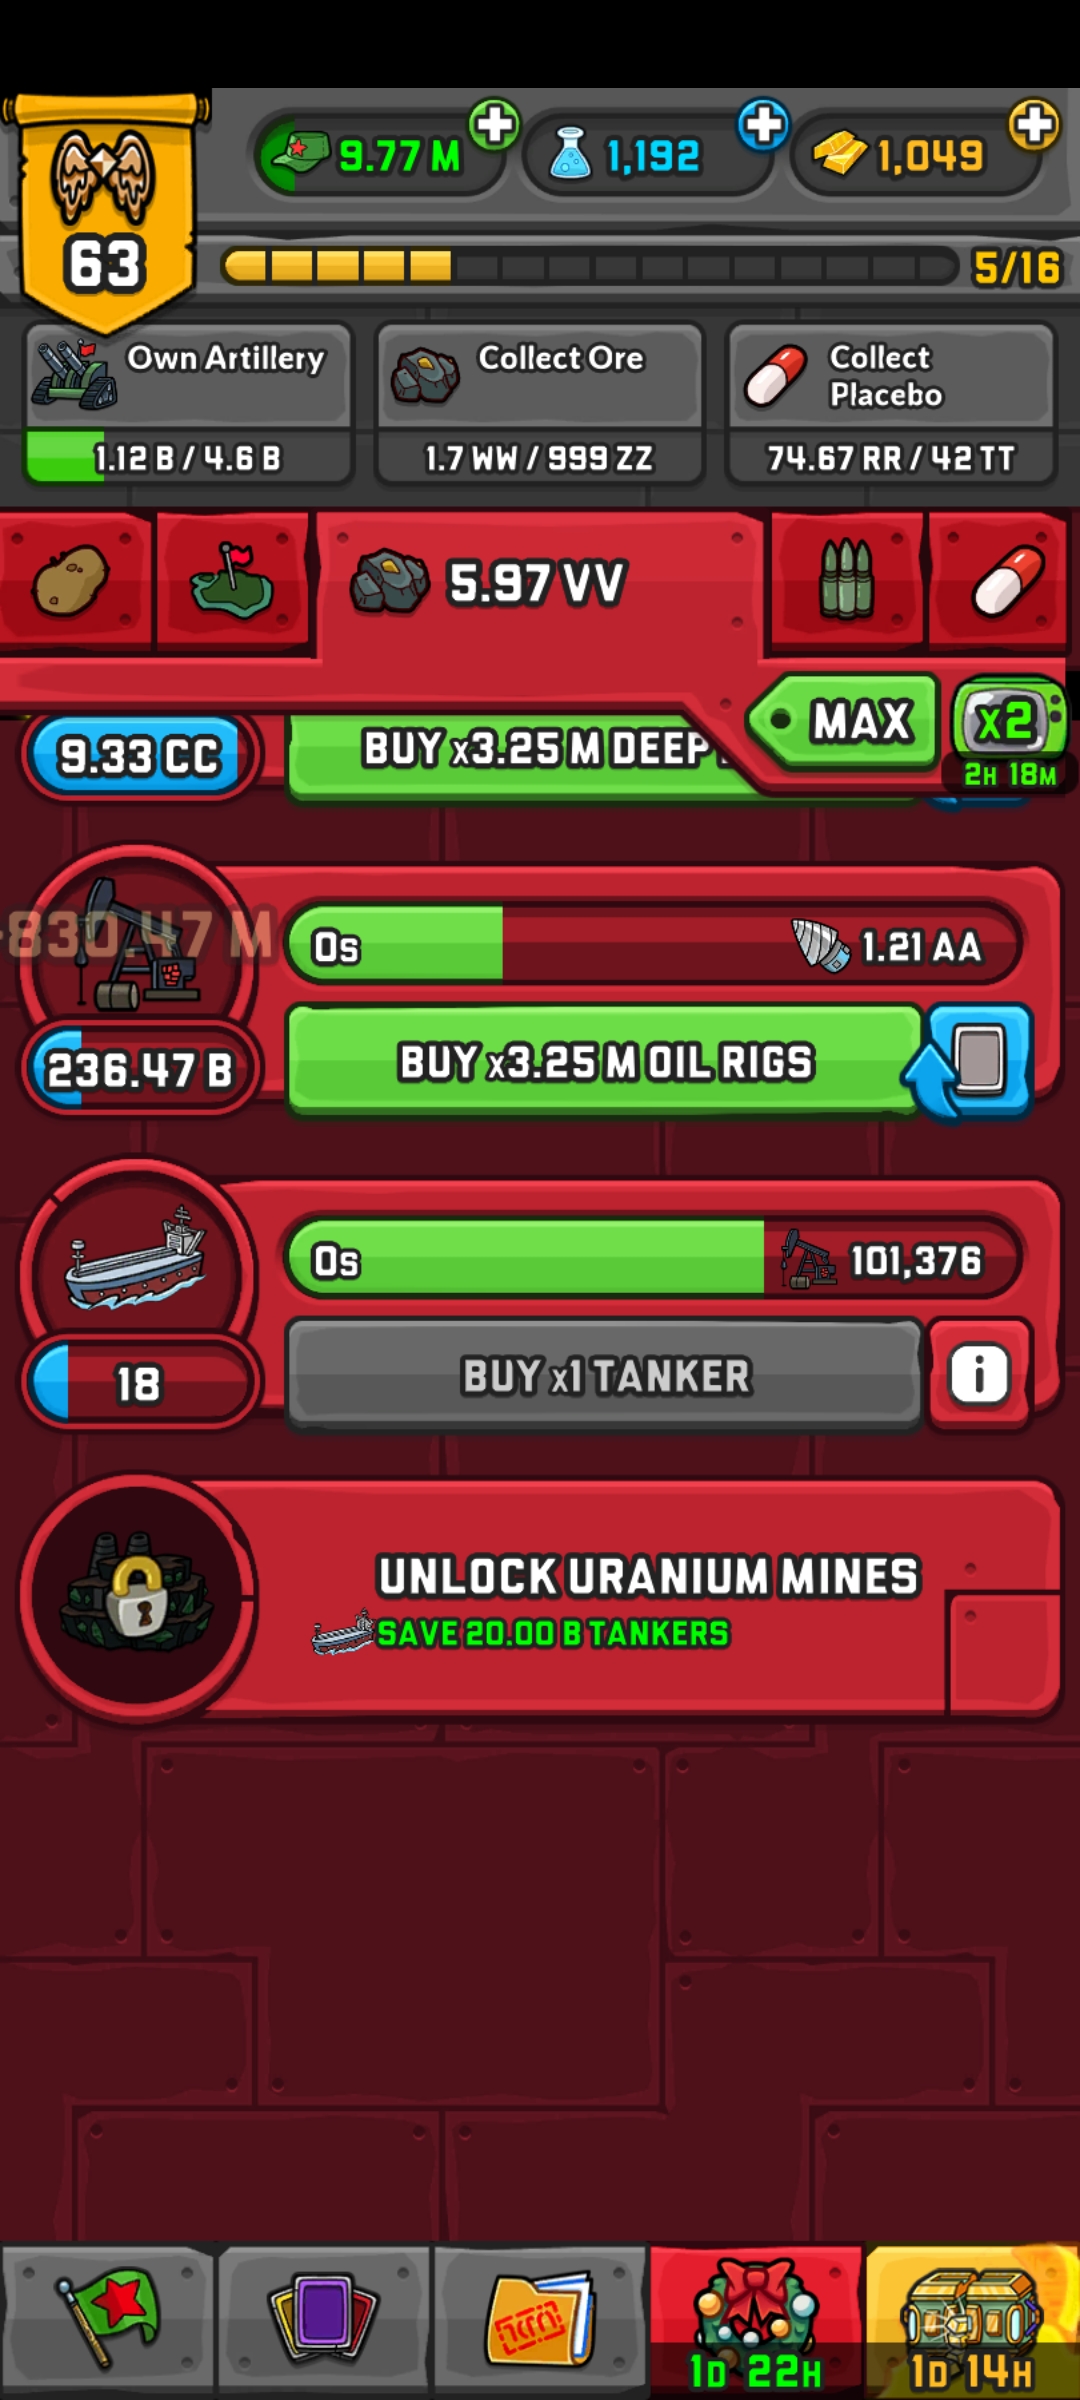 9.77 M
1,192
1,049
63
5/16
Own Artillery
1.12 B / 4.6 B
Collect Ore
1.7 WW / 999 ZZ
Collect
Placebo
74.67 RR / 42 TT
5.97 VV
MAX
x2
2H 18M
9.33 CC
BUY x3.25 M DEEP
830.47 M
0s
1.21 AA
236.47 B
BUY x3.25 M OIL RIGS
0s
101,376
18
BUY x1 TANKER
i
UNLOCK URANIUM MINES
SAVE 20.00 B TANKERS
1D 22H
1D 14H